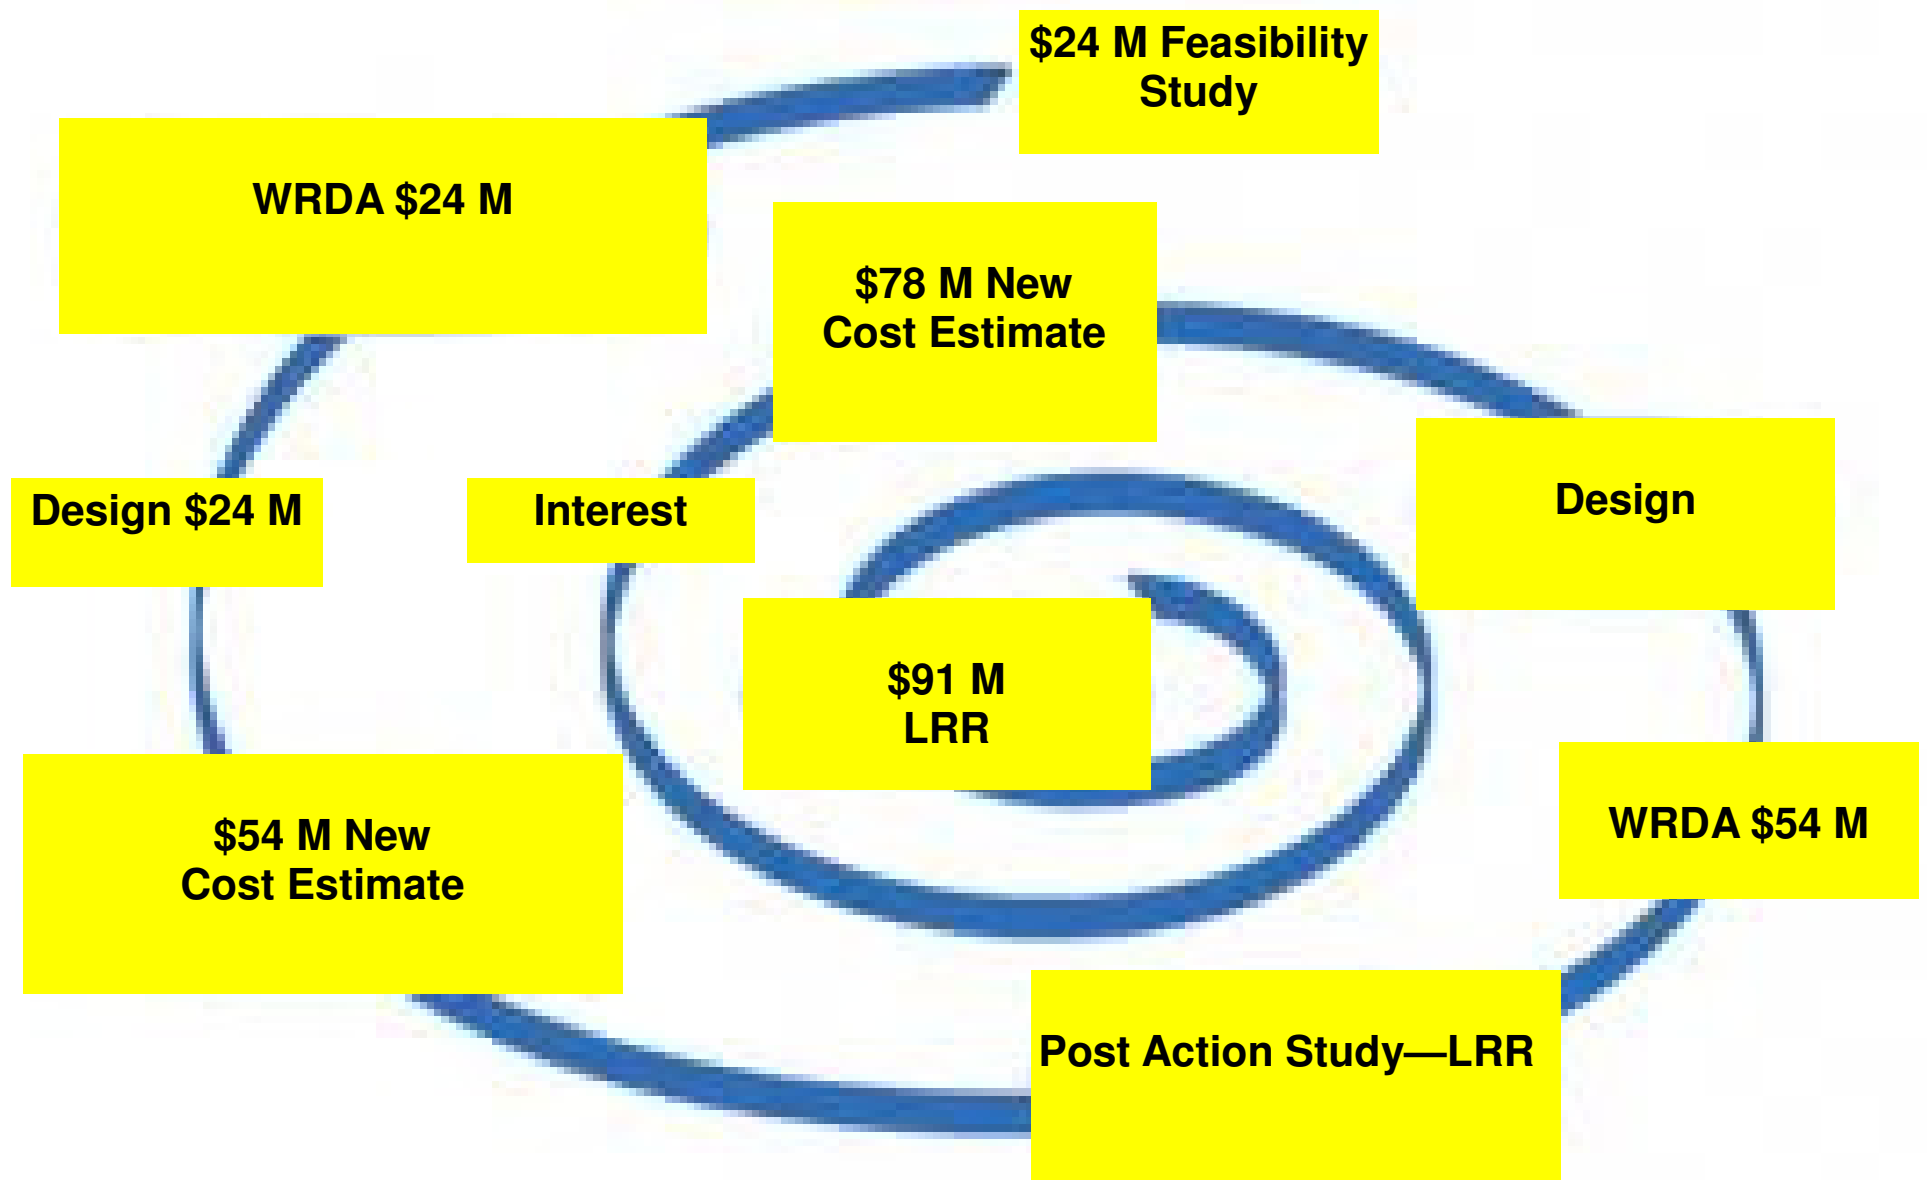 $24 M Feasibility
Study
WRDA $24 M
$78 M New
Cost Estimate
Design $24 M
Interest
Design
$91 M
LRR
$54 M New
Cost Estimate
WRDA $54 M
Post Action Study—LRR